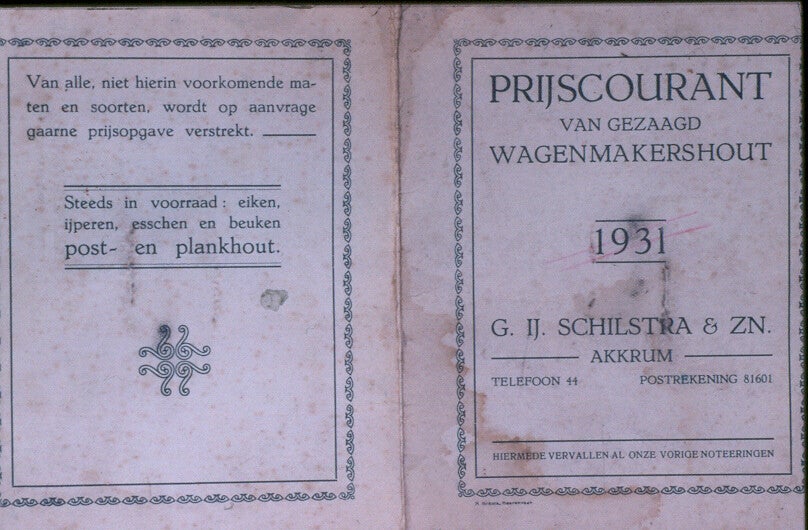 Van alle, niet hierin voorkomende ma-
ten en soorten, wordt op aanvrage
gaarne prijsopgave verstrekt.
Steeds in voorraad: eiken,
ijperen, esschen en beuken
post- en plankhout.
PRIJSCOURANT
VAN GEZAAGD
WAGENMAKERSHOUT
1931
G. IJ. SCHILSTRA & ZN.
AKKRUM
TELEFOON 44 POSTREKENING 81601
HIERMEDE VERVALLEN AL ONZE VORIGE NOTEERINGEN